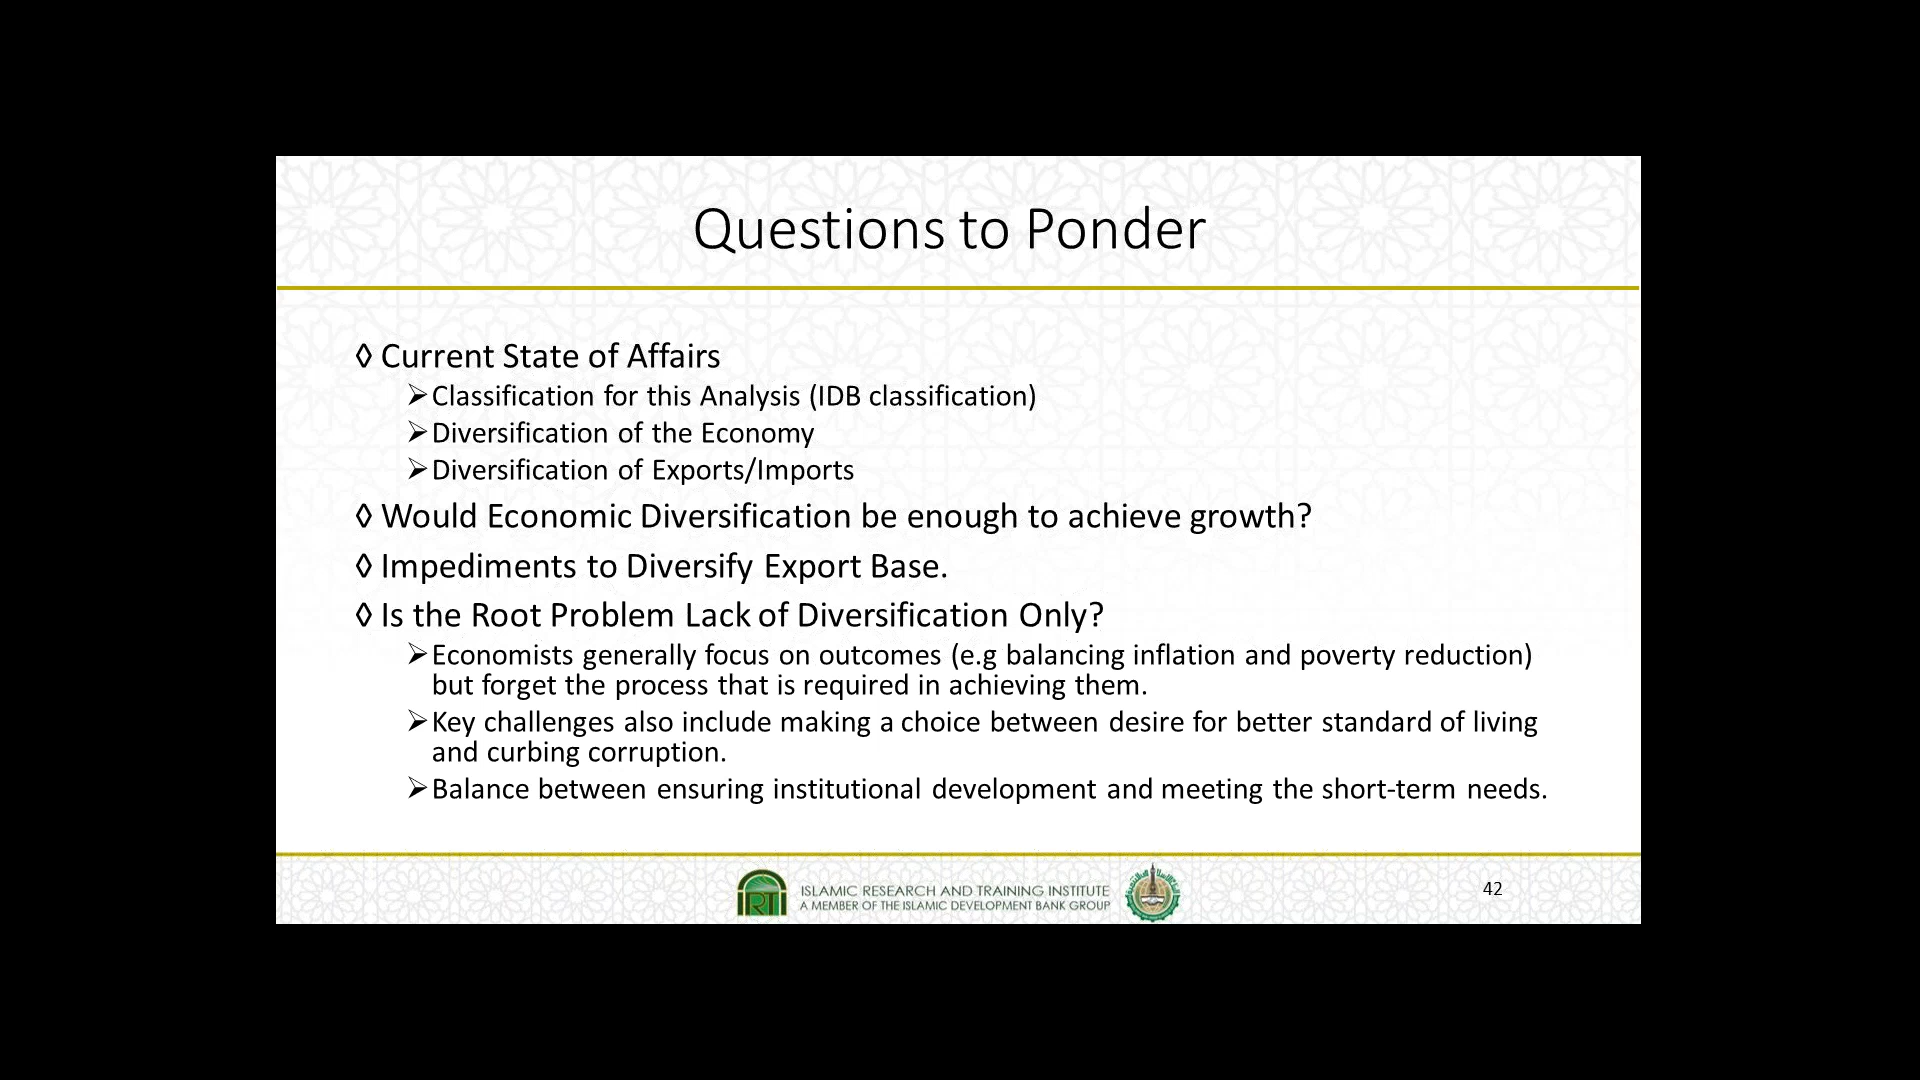 Questions to Ponder
◊ Current State of Affairs
➢Classification for this Analysis (IDB classification)
➢Diversification of the Economy
➢Diversification of Exports/Imports
◊ Would Economic Diversification be enough to achieve growth?
◊ Impediments to Diversify Export Base.
◊ Is the Root Problem Lack of Diversification Only?
➢Economists generally focus on outcomes (e.g balancing inflation and poverty reduction)
but forget the process that is required in achieving them.
➢Key challenges also include making a choice between desire for better standard of living
and curbing corruption.
➢Balance between ensuring institutional development and meeting the short-term needs.
IRTI
ISLAMIC RESEARCH AND TRAINING INSTITUTE
A MEMBER OF THE ISLAMIC DEVELOPMENT BANK GROUP
42